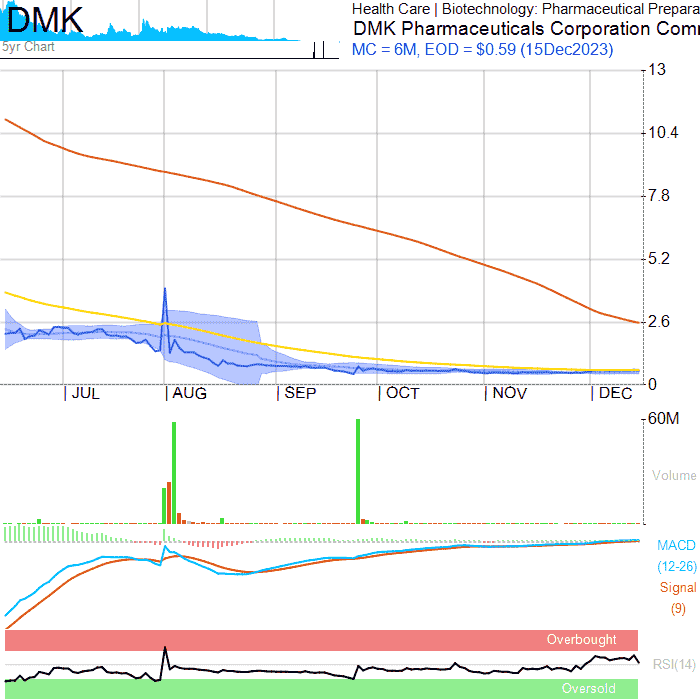 DMK
5yr Chart
Health Care | Biotechnology: Pharmaceutical Prepara
DMK Pharmaceuticals Corporation Com
MC = 6M, EOD = $0.59 (15Dec2023)
13
10.4
7.8
5.2
2.6
0
JUL AUG SEP OCT NOV DEC
60M
Volume
MACD
(12-26)
Signal
(9)
Overbought
RSI(14)
Oversold